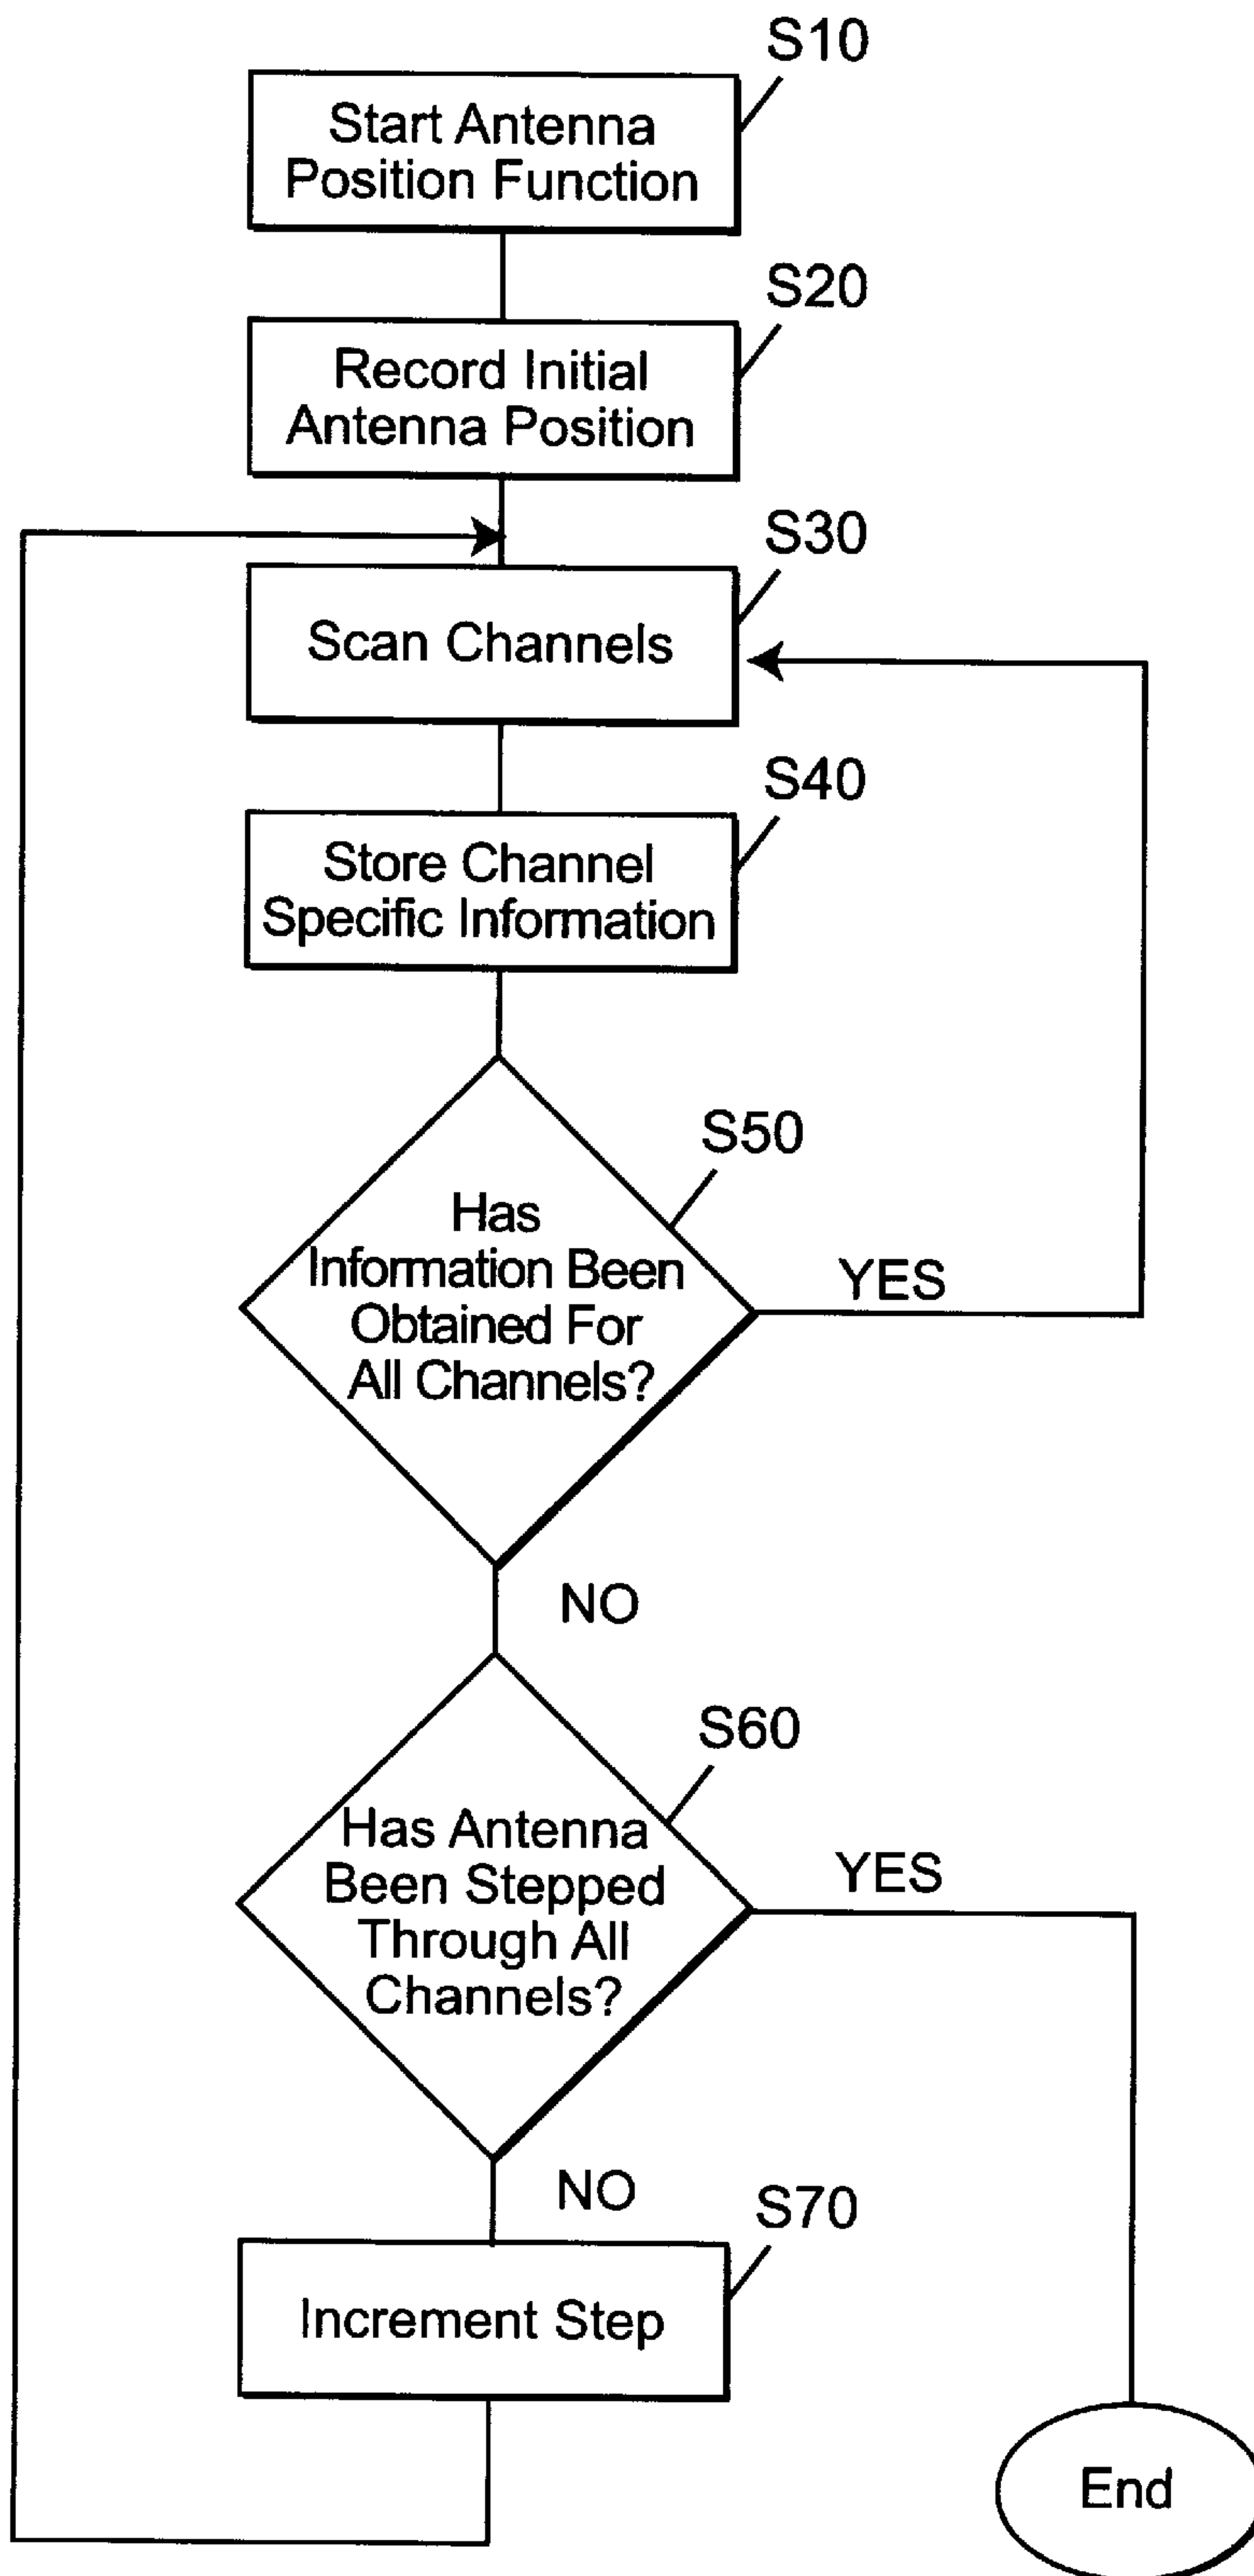 S10
Start Antenna
Position Function
S20
Record Initial
Antenna Position
S30
Scan Channels
S40
Store Channel
Specific Information
S50
Has
Information Been
Obtained For
All Channels?
YES
NO
S60
Has Antenna
Been Stepped
Through All
Channels?
YES
NO
S70
Increment Step
End